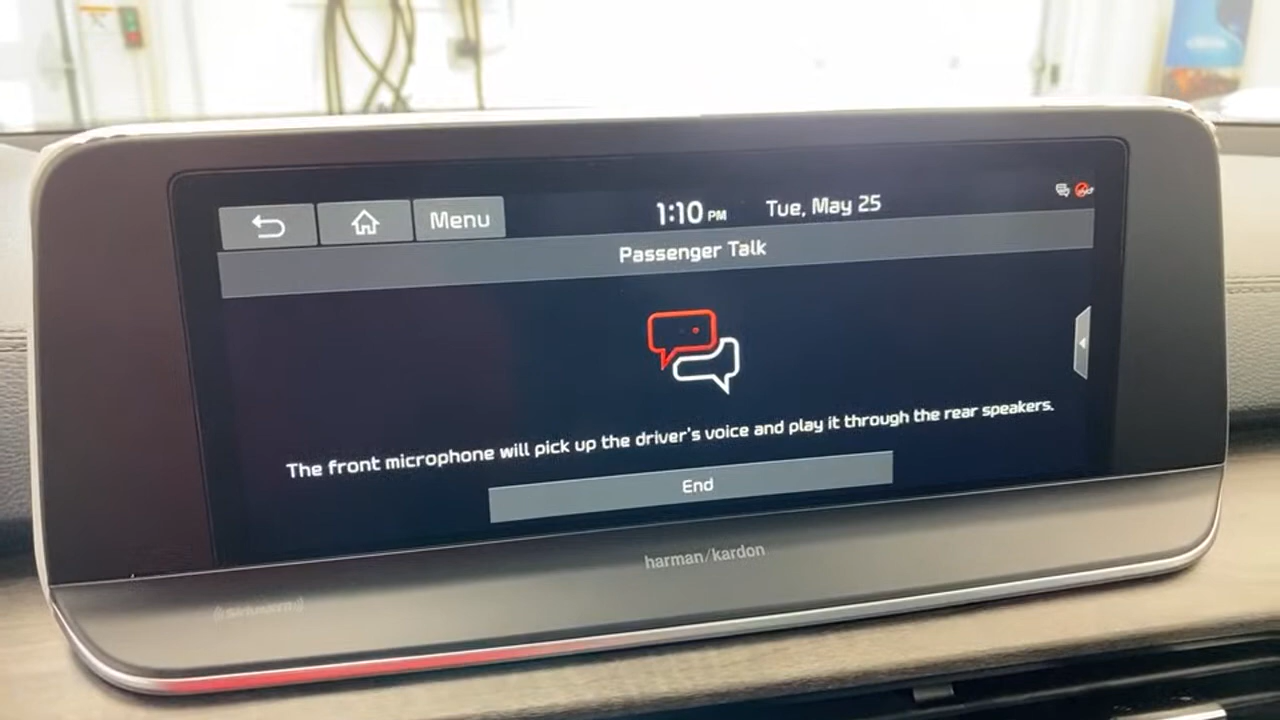 Menu
1:10 PM
Tue, May 25
Passenger Talk
The front microphone will pick up the driver's voice and play it through the rear speakers.
End
harman/kardon
((SiriusXM))